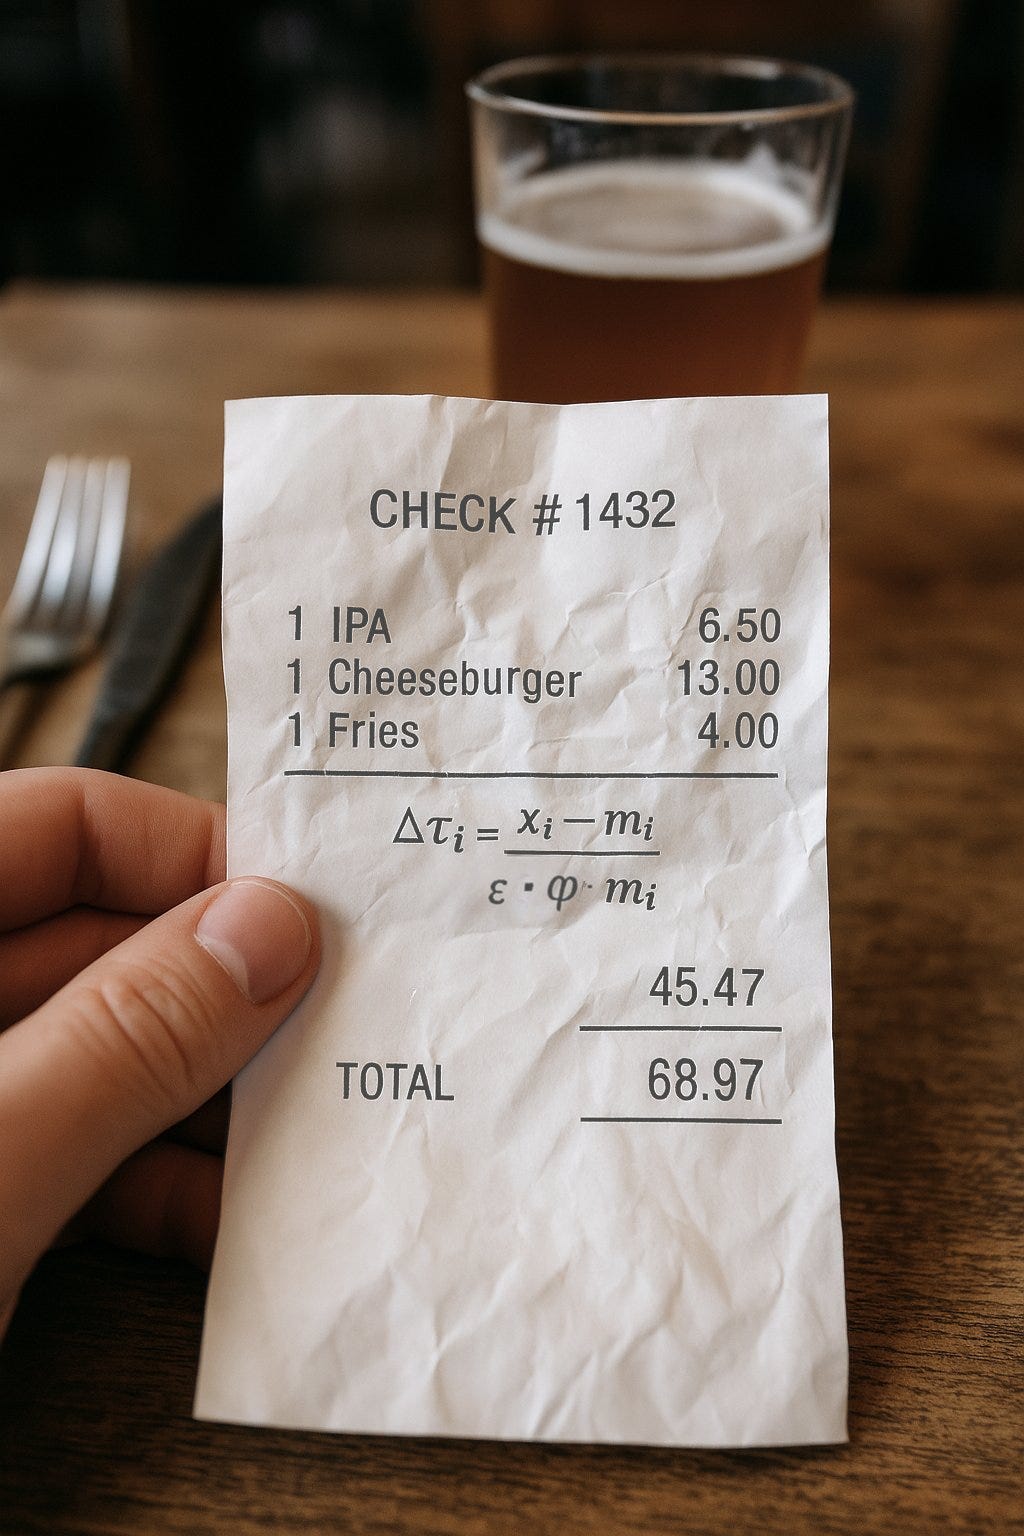 CHECK # 1432
1 IPA 6.50
1 Cheeseburger 13.00
1 Fries 4.00
Δτᵢ = xᵢ — mᵢ
ε · φ · mᵢ
45.47
TOTAL 68.97